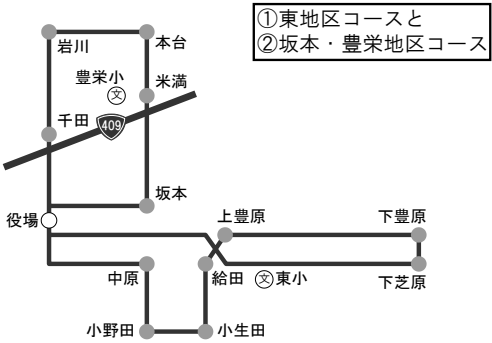 ①東地区コースと
②坂本・豊栄地区コース
岩川
本台
豊栄小
文
米満
千田
409
坂本
役場
上豊原
下豊原
中原
給田
文
東小
下芝原
小野田
小生田